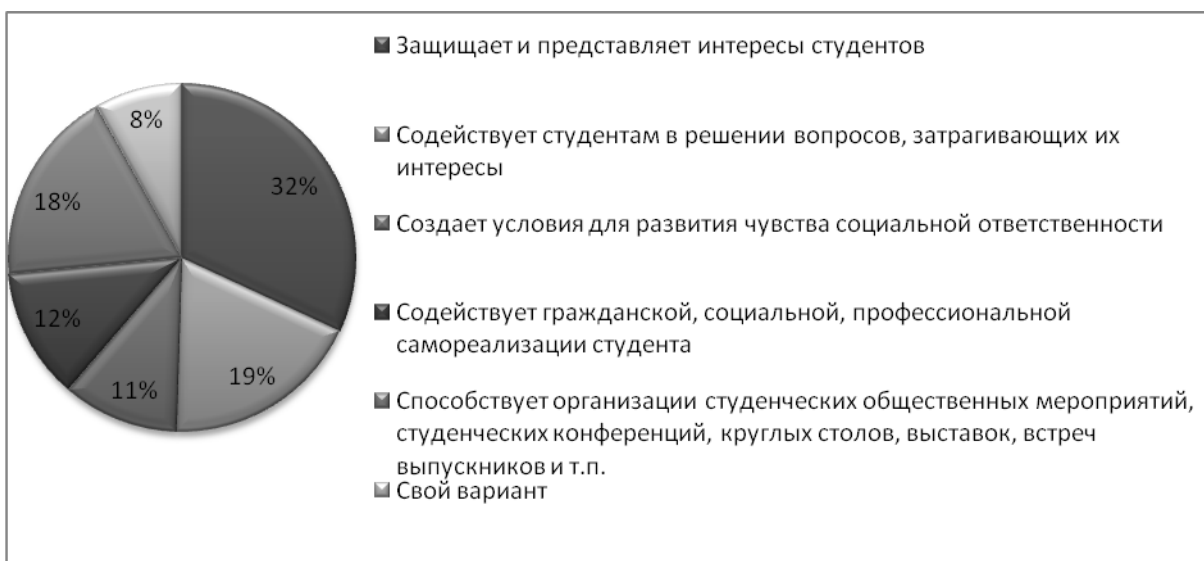 Защищает и представляет интересы студентов
8%
32%
Содействует студентам в решении вопросов, затрагивающих их
интересы
18%
Создает условия для развития чувства социальной ответственности
Содействует гражданской, социальной, профессиональной
12%
самореализации студента
19%
11%
Способствует организации студенческих общественных мероприятий,
студенческих конференций, круглых столов, выставок, встреч
выпускников и т.п.
Свой вариант